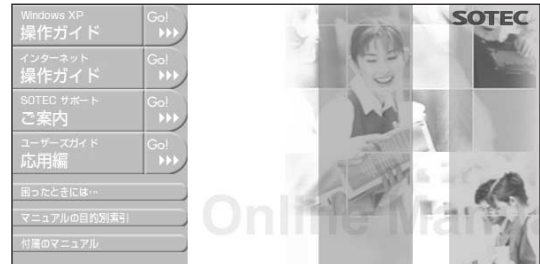 Windows XP
操作ガイド
Go!
インターネット
操作ガイド
Go!
SOTEC サポート
ご案内
Go!
ユーザーズガイド
応用編
Go!
困ったときには…
マニュアルの目的別索引
付属のマニュアル
SOTEC
Online Manua